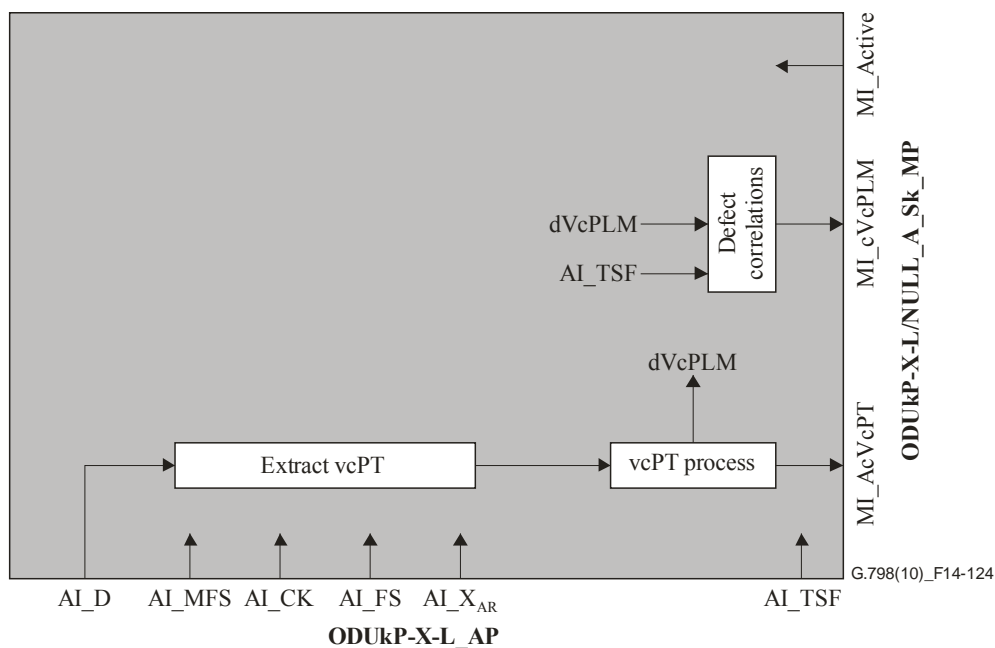 MI_Active
dVcPLM
AI_TSF
Defect
correlations
MI_cVcPLM
ODUkP-X-L/NULL_A_Sk_MP
dVcPLM
Extract vcPT
vcPT process
MI_AcVcPT
G.798(10)_F14-124
AI_D
AI_MFS
AI_CK
AI_FS
AI_X_AR
AI_TSF
ODUkP-X-L_AP